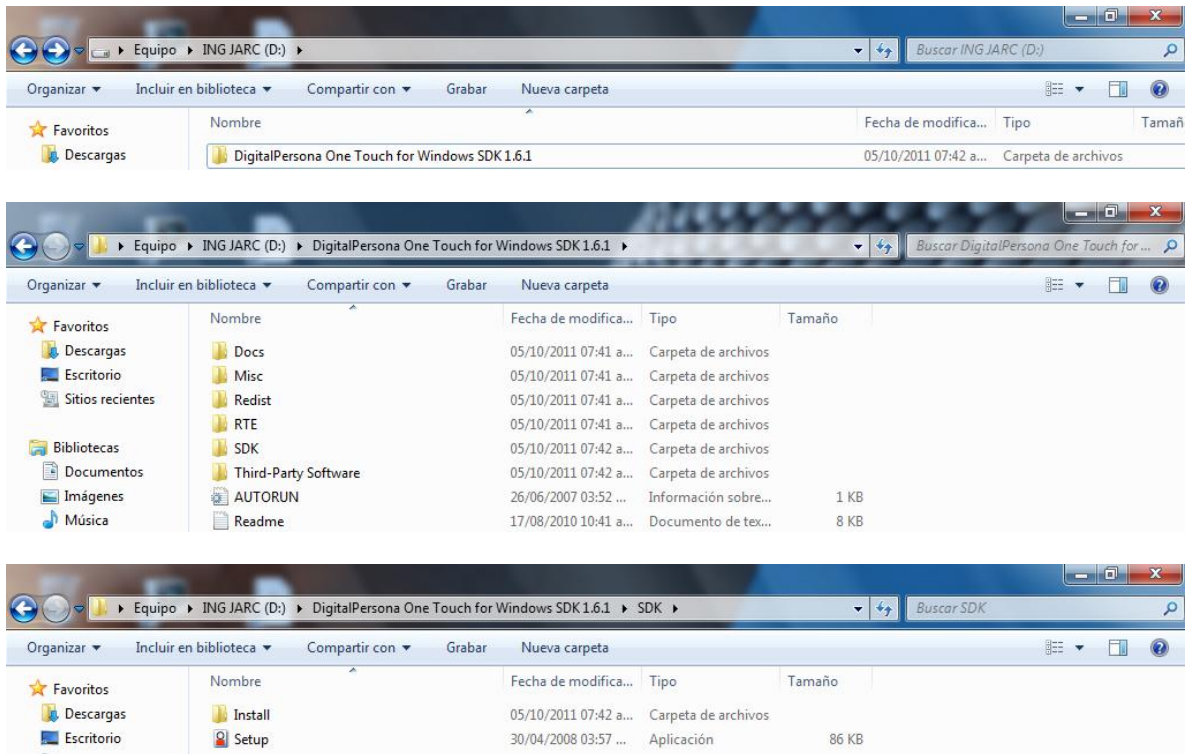 Equipo ▸ ING JARC (D:) ▸ Buscar ING JARC (D:)
Organizar Incluir en biblioteca Compartir con Grabar Nueva carpeta
Favoritos Nombre Fecha de modifica... Tipo Tamañ
Descargas DigitalPersona One Touch for Windows SDK 1.6.1 05/10/2011 07:42 a... Carpeta de archivos
Equipo ▸ ING JARC (D:) ▸ DigitalPersona One Touch for Windows SDK 1.6.1 ▸ Buscar DigitalPersona One Touch for ...
Organizar Incluir en biblioteca Compartir con Grabar Nueva carpeta
Favoritos Nombre Fecha de modifica... Tipo Tamaño
Descargas Docs 05/10/2011 07:41 a... Carpeta de archivos
Escritorio Misc 05/10/2011 07:41 a... Carpeta de archivos
Sitios recientes Redist 05/10/2011 07:41 a... Carpeta de archivos
RTE 05/10/2011 07:41 a... Carpeta de archivos
Bibliotecas SDK 05/10/2011 07:42 a... Carpeta de archivos
Documentos Third-Party Software 05/10/2011 07:42 a... Carpeta de archivos
Imágenes AUTORUN 26/06/2007 03:52 ... Información sobre... 1 KB
Música Readme 17/08/2010 10:41 a... Documento de tex... 8 KB
Equipo ▸ ING JARC (D:) ▸ DigitalPersona One Touch for Windows SDK 1.6.1 ▸ SDK ▸ Buscar SDK
Organizar Incluir en biblioteca Compartir con Grabar Nueva carpeta
Favoritos Nombre Fecha de modifica... Tipo Tamaño
Descargas Install 05/10/2011 07:42 a... Carpeta de archivos
Escritorio Setup 30/04/2008 03:57 ... Aplicación 86 KB